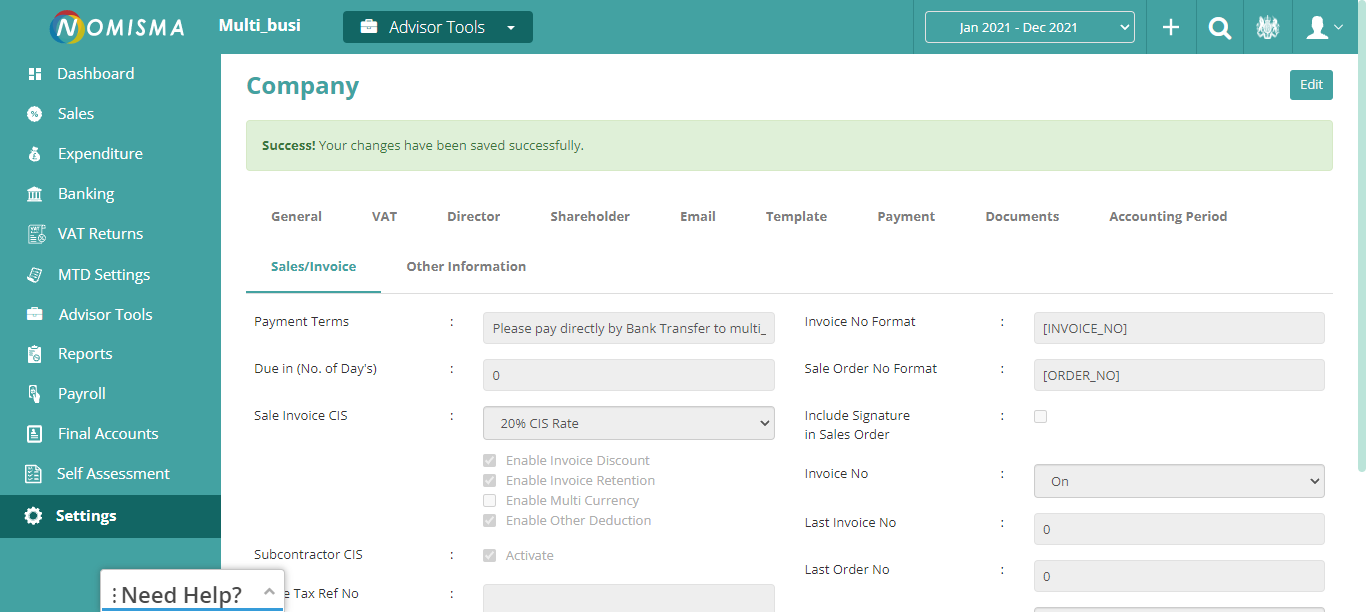 NOMISMA
Multi_busi
Advisor Tools
Jan 2021 - Dec 2021
Dashboard
Sales
Expenditure
Banking
VAT Returns
MTD Settings
Advisor Tools
Reports
Payroll
Final Accounts
Self Assessment
Settings
Company
Edit
Success! Your changes have been saved successfully.
General VAT Director Shareholder Email Template Payment Documents Accounting Period
Sales/Invoice Other Information
Payment Terms : Please pay directly by Bank Transfer to multi_
Due in (No. of Day's) : 0
Sale Invoice CIS : 20% CIS Rate
Enable Invoice Discount
Enable Invoice Retention
Enable Multi Currency
Enable Other Deduction
Subcontractor CIS : Activate
e Tax Ref No :
Invoice No Format : [INVOICE_NO]
Sale Order No Format : [ORDER_NO]
Include Signature :
in Sales Order
Invoice No : On
Last Invoice No : 0
Last Order No : 0
Need Help?